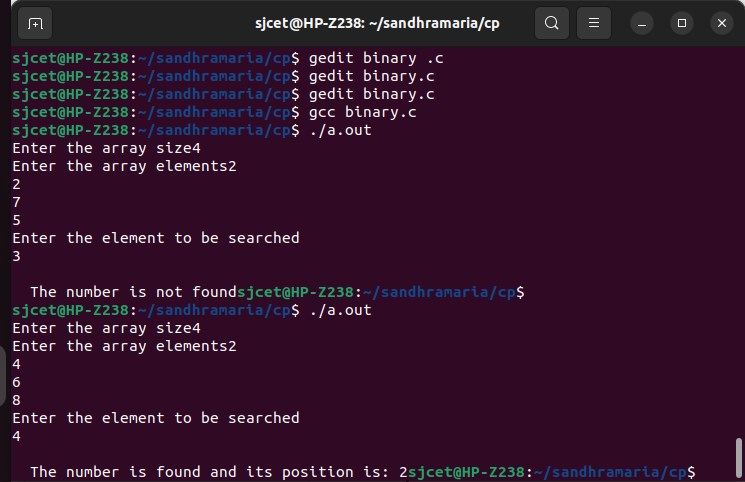 sjcet@HP-Z238: ~/sandhramaria/cp
sjcet@HP-Z238:~/sandhramaria/cp$ gedit binary .c
sjcet@HP-Z238:~/sandhramaria/cp$ gedit binary.c
sjcet@HP-Z238:~/sandhramaria/cp$ gedit binary.c
sjcet@HP-Z238:~/sandhramaria/cp$ gcc binary.c
sjcet@HP-Z238:~/sandhramaria/cp$ ./a.out
Enter the array size4
Enter the array elements2
2
7
5
Enter the element to be searched
3
The number is not foundsjcet@HP-Z238:~/sandhramaria/cp$
sjcet@HP-Z238:~/sandhramaria/cp$ ./a.out
Enter the array size4
Enter the array elements2
4
6
8
Enter the element to be searched
4
The number is found and its position is: 2sjcet@HP-Z238:~/sandhramaria/cp$